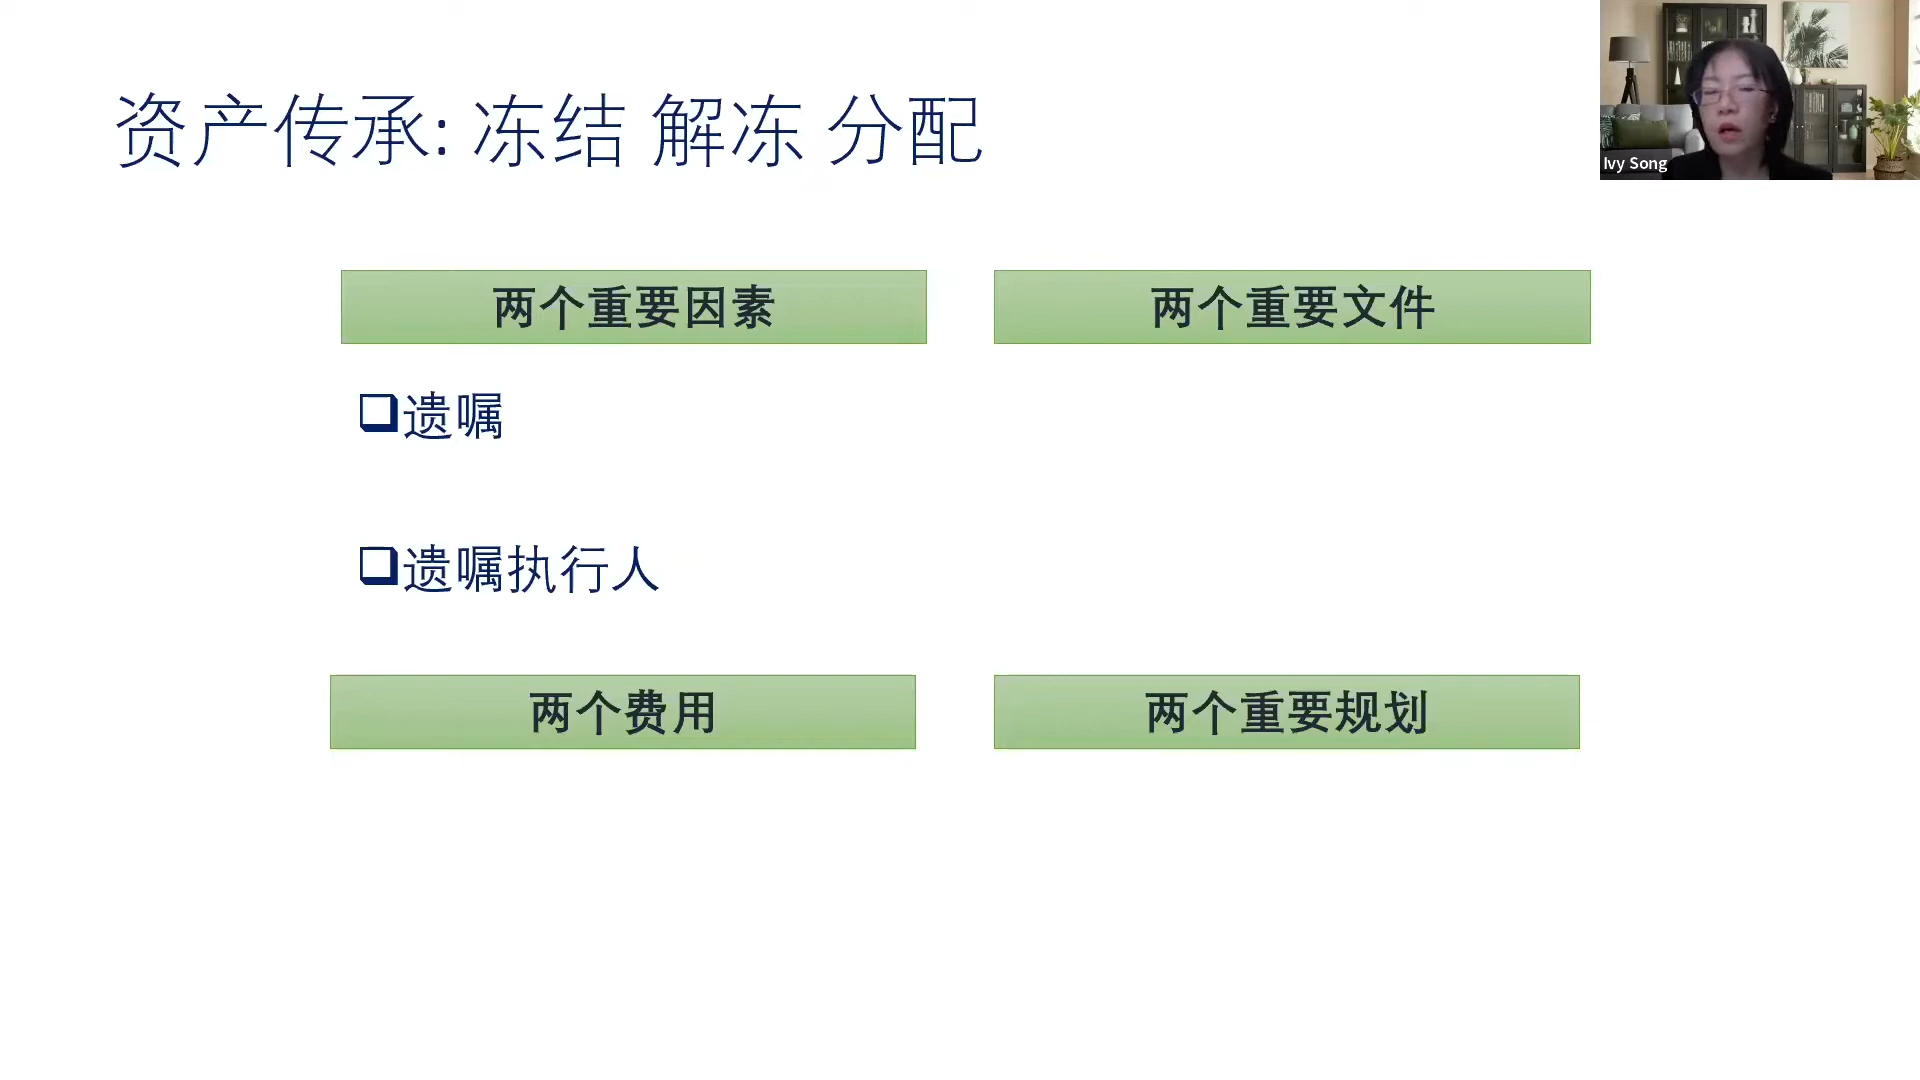 资产传承: 冻结 解冻 分配
Ivy Song
两个重要因素
两个重要文件
遗嘱
遗嘱执行人
两个费用
两个重要规划